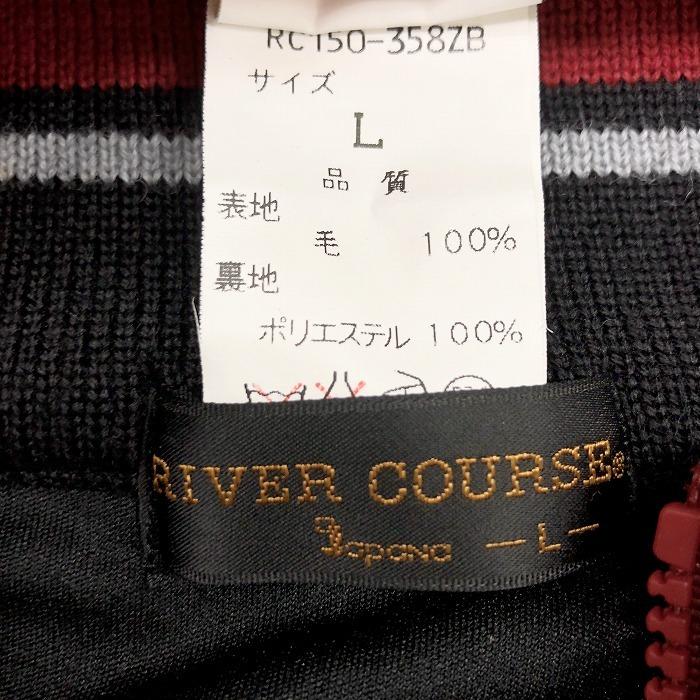 RC150-358ZB
サイズ
L
品 質
表地
毛 100%
裏地
ポリエステル 100%
RIVER COURSE®
Japana -L-